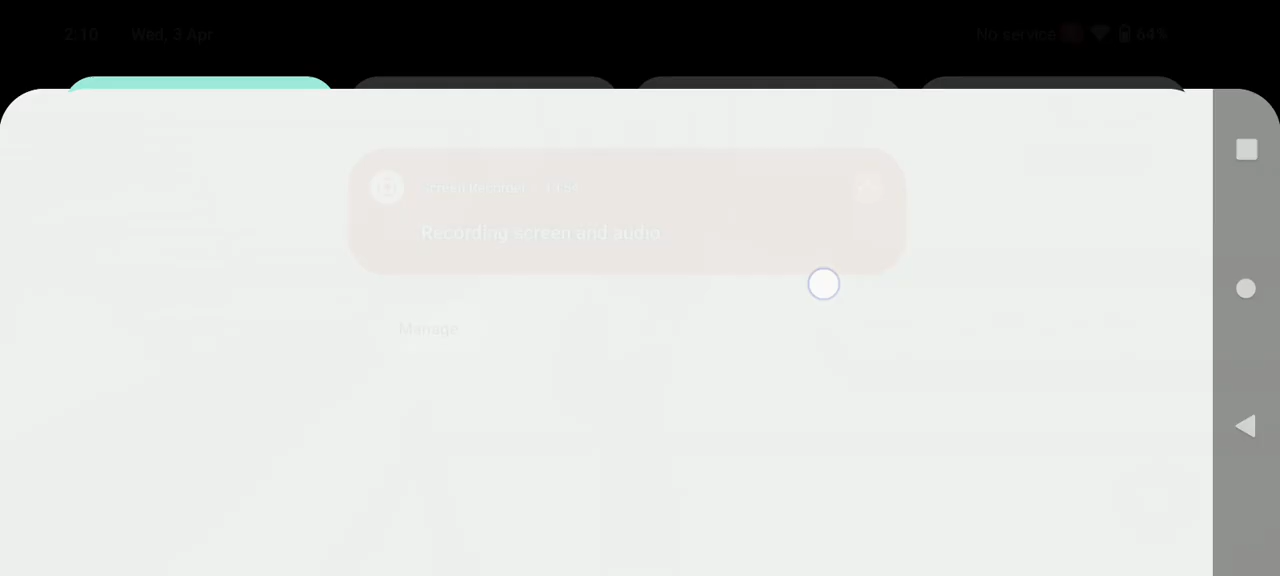 2:10 Wed, 3 Apr No service 64%
Screen Recorder
Recording screen and audio
Manage